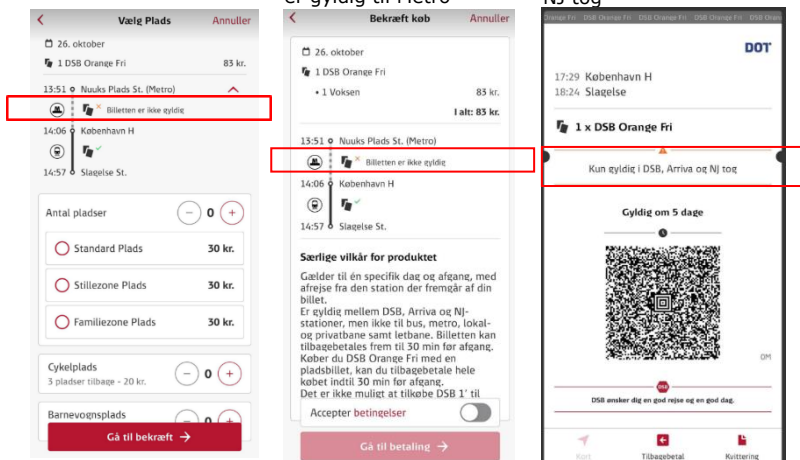 er gyldig til Metro
NJ tog
Vælg Plads
Annuller
26. oktober
1 DSB Orange Fri
83 kr.
13:51
Nuuks Plads St. (Metro)
Billetten er ikke gyldig
14:06
København H
14:57
Slagelse St.
Antal pladser
0
Standard Plads
30 kr.
Stillezone Plads
30 kr.
Familiezone Plads
30 kr.
Cykelplads
3 pladser tilbage - 20 kr.
0
Barnevognsplads
0
Gå til bekræft →
Bekræft køb
Annuller
26. oktober
1 DSB Orange Fri
• 1 Voksen
83 kr.
I alt: 83 kr.
13:51
Nuuks Plads St. (Metro)
Billetten er ikke gyldig
14:06
København H
14:57
Slagelse St.
Særlige vilkår for produktet
Gælder til én specifik dag og afgang, med
afrejse fra den station der fremgår af din
billet.
Er gyldig mellem DSB, Arriva og NJ-
stationer, men ikke til bus, metro, lokal-
og privatbane samt letbane. Billetten kan
tilbagebetales frem til 30 min før afgang.
Køber du DSB Orange Fri med en
pladsbillet, kan du tilbagebetale hele
købet indtil 30 min før afgang.
Det er ikke muligt at tilkøbe DSB 1' til
Accepter betingelser
Gå til betaling →
Orange Fri DSB Orange Fri DSB Orange Fri DSB Orange Fri DSB
DOT
17:29 København H
18:24 Slagelse
1 x DSB Orange Fri
Kun gyldig i DSB, Arriva og NJ tog
Gyldig om 5 dage
OM
DSB
DSB ønsker dig en god rejse og en god dag.
Kort
Tilbagebetal
Kvittering